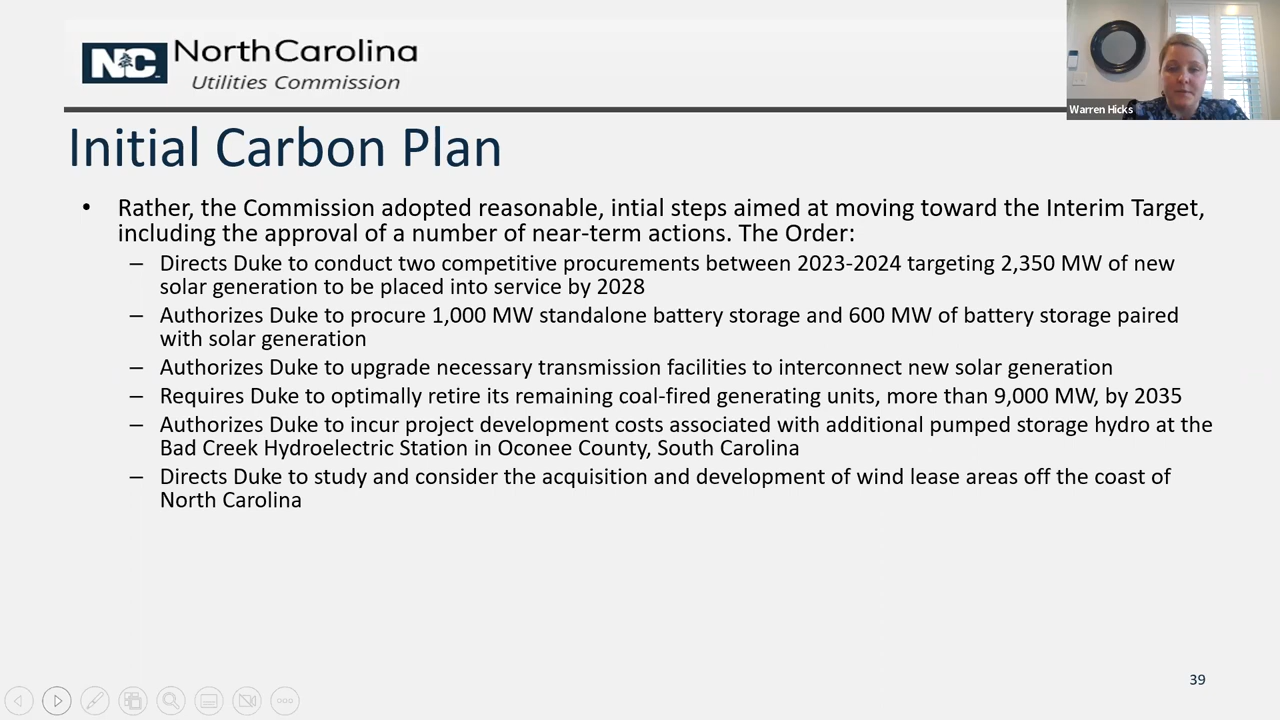 NC NorthCarolina
Utilities Commission
Warren Hicks
Initial Carbon Plan
• Rather, the Commission adopted reasonable, intial steps aimed at moving toward the Interim Target,
including the approval of a number of near-term actions. The Order:
– Directs Duke to conduct two competitive procurements between 2023-2024 targeting 2,350 MW of new
solar generation to be placed into service by 2028
– Authorizes Duke to procure 1,000 MW standalone battery storage and 600 MW of battery storage paired
with solar generation
– Authorizes Duke to upgrade necessary transmission facilities to interconnect new solar generation
– Requires Duke to optimally retire its remaining coal-fired generating units, more than 9,000 MW, by 2035
– Authorizes Duke to incur project development costs associated with additional pumped storage hydro at the
Bad Creek Hydroelectric Station in Oconee County, South Carolina
– Directs Duke to study and consider the acquisition and development of wind lease areas off the coast of
North Carolina
39